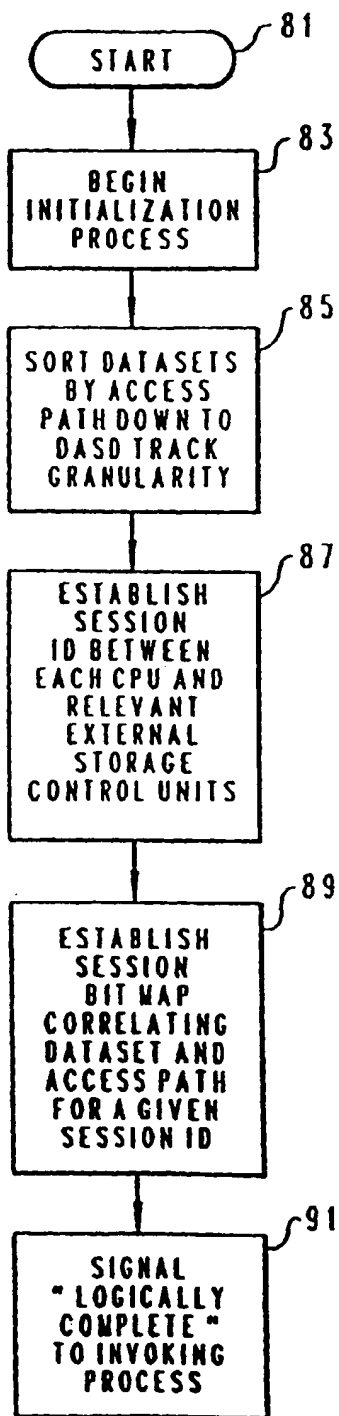 81
START
83
BEGIN
INITIALIZATION
PROCESS
85
SORT DATASETS
BY ACCESS
PATH DOWN TO
DASD TRACK
GRANULARITY
87
ESTABLISH
SESSION
ID BETWEEN
EACH CPU AND
RELEVANT
EXTERNAL
STORAGE
CONTROL UNITS
89
ESTABLISH
SESSION
BIT MAP
CORRELATING
DATASET AND
ACCESS PATH
FOR A GIVEN
SESSION ID
91
SIGNAL
"LOGICALLY
COMPLETE"
TO INVOKING
PROCESS